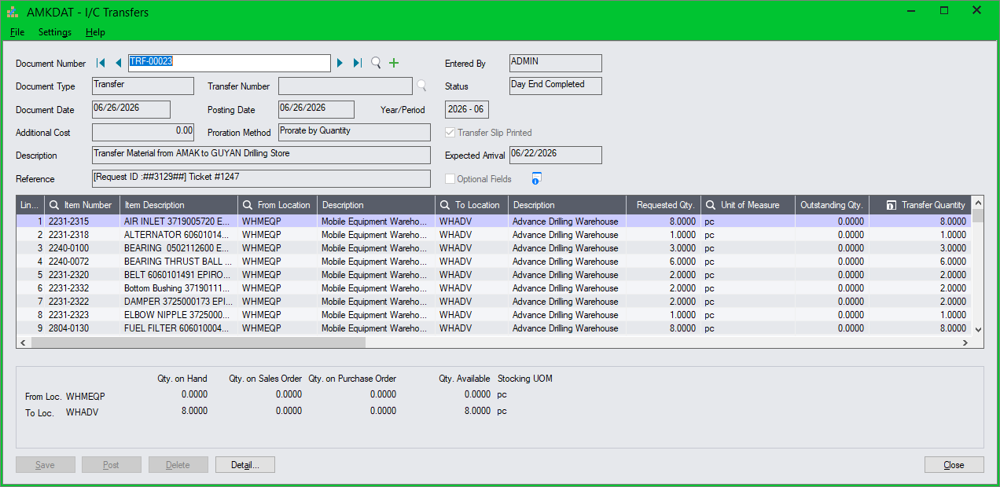 AMKDAT - I/C Transfers
File Settings Help
Document Number TRF-00023 Entered By ADMIN
Document Type Transfer Transfer Number Status Day End Completed
Document Date 06/26/2026 Posting Date 06/26/2026 Year/Period 2026 - 06
Additional Cost 0.00 Proration Method Prorate by Quantity Transfer Slip Printed
Description Transfer Material from AMAK to GUYAN Drilling Store Expected Arrival 06/22/2026
Reference [Request ID :##3129##] Ticket #1247 Optional Fields
Lin... Item Number Item Description From Location Description To Location Description Requested Qty. Unit of Measure Outstanding Qty. Transfer Quantity
1 2231-2315 AIR INLET 3719005720 E... WHMEQP Mobile Equipment Wareho... WHADV Advance Drilling Warehouse 8.0000 pc 0.0000 8.0000
2 2231-2318 ALTERNATOR 60601014... WHMEQP Mobile Equipment Wareho... WHADV Advance Drilling Warehouse 1.0000 pc 0.0000 1.0000
3 2240-0100 BEARING 0502112600 E... WHMEQP Mobile Equipment Wareho... WHADV Advance Drilling Warehouse 3.0000 pc 0.0000 3.0000
4 2240-0072 BEARING THRUST BALL ... WHMEQP Mobile Equipment Wareho... WHADV Advance Drilling Warehouse 6.0000 pc 0.0000 6.0000
5 2231-2320 BELT 6060101491 EPIRO... WHMEQP Mobile Equipment Wareho... WHADV Advance Drilling Warehouse 2.0000 pc 0.0000 2.0000
6 2231-2332 Bottom Bushing 37190111... WHMEQP Mobile Equipment Wareho... WHADV Advance Drilling Warehouse 2.0000 pc 0.0000 2.0000
7 2231-2322 DAMPER 3725000173 EPI... WHMEQP Mobile Equipment Wareho... WHADV Advance Drilling Warehouse 2.0000 pc 0.0000 2.0000
8 2231-2323 ELBOW NIPPLE 3725000... WHMEQP Mobile Equipment Wareho... WHADV Advance Drilling Warehouse 1.0000 pc 0.0000 1.0000
9 2804-0130 FUEL FILTER 606010004... WHMEQP Mobile Equipment Wareho... WHADV Advance Drilling Warehouse 8.0000 pc 0.0000 8.0000
Qty. on Hand Qty. on Sales Order Qty. on Purchase Order Qty. Available Stocking UOM
From Loc. WHMEQP 0.0000 0.0000 0.0000 0.0000 pc
To Loc. WHADV 8.0000 0.0000 0.0000 8.0000 pc
Save Post Delete Detail... Close